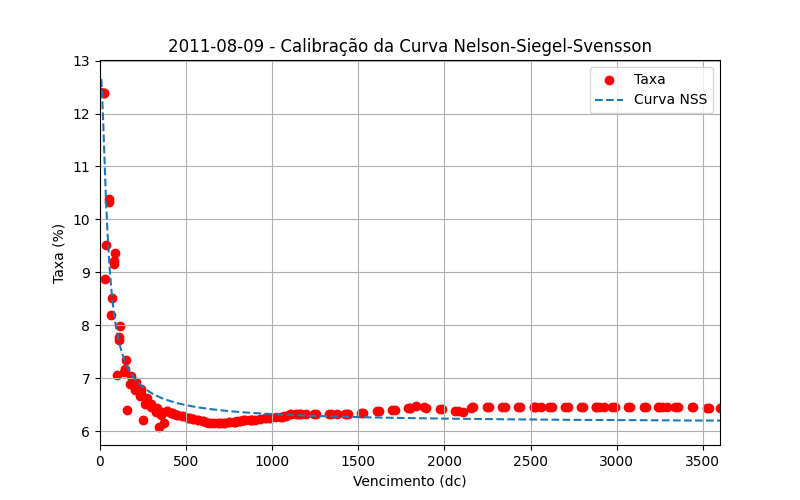 2011-08-09 - Calibração da Curva Nelson-Siegel-Svensson
Taxa
Curva NSS
Taxa (%)
13
12
11
10
9
8
7
6
0 500 1000 1500 2000 2500 3000 3500
Vencimento (dc)